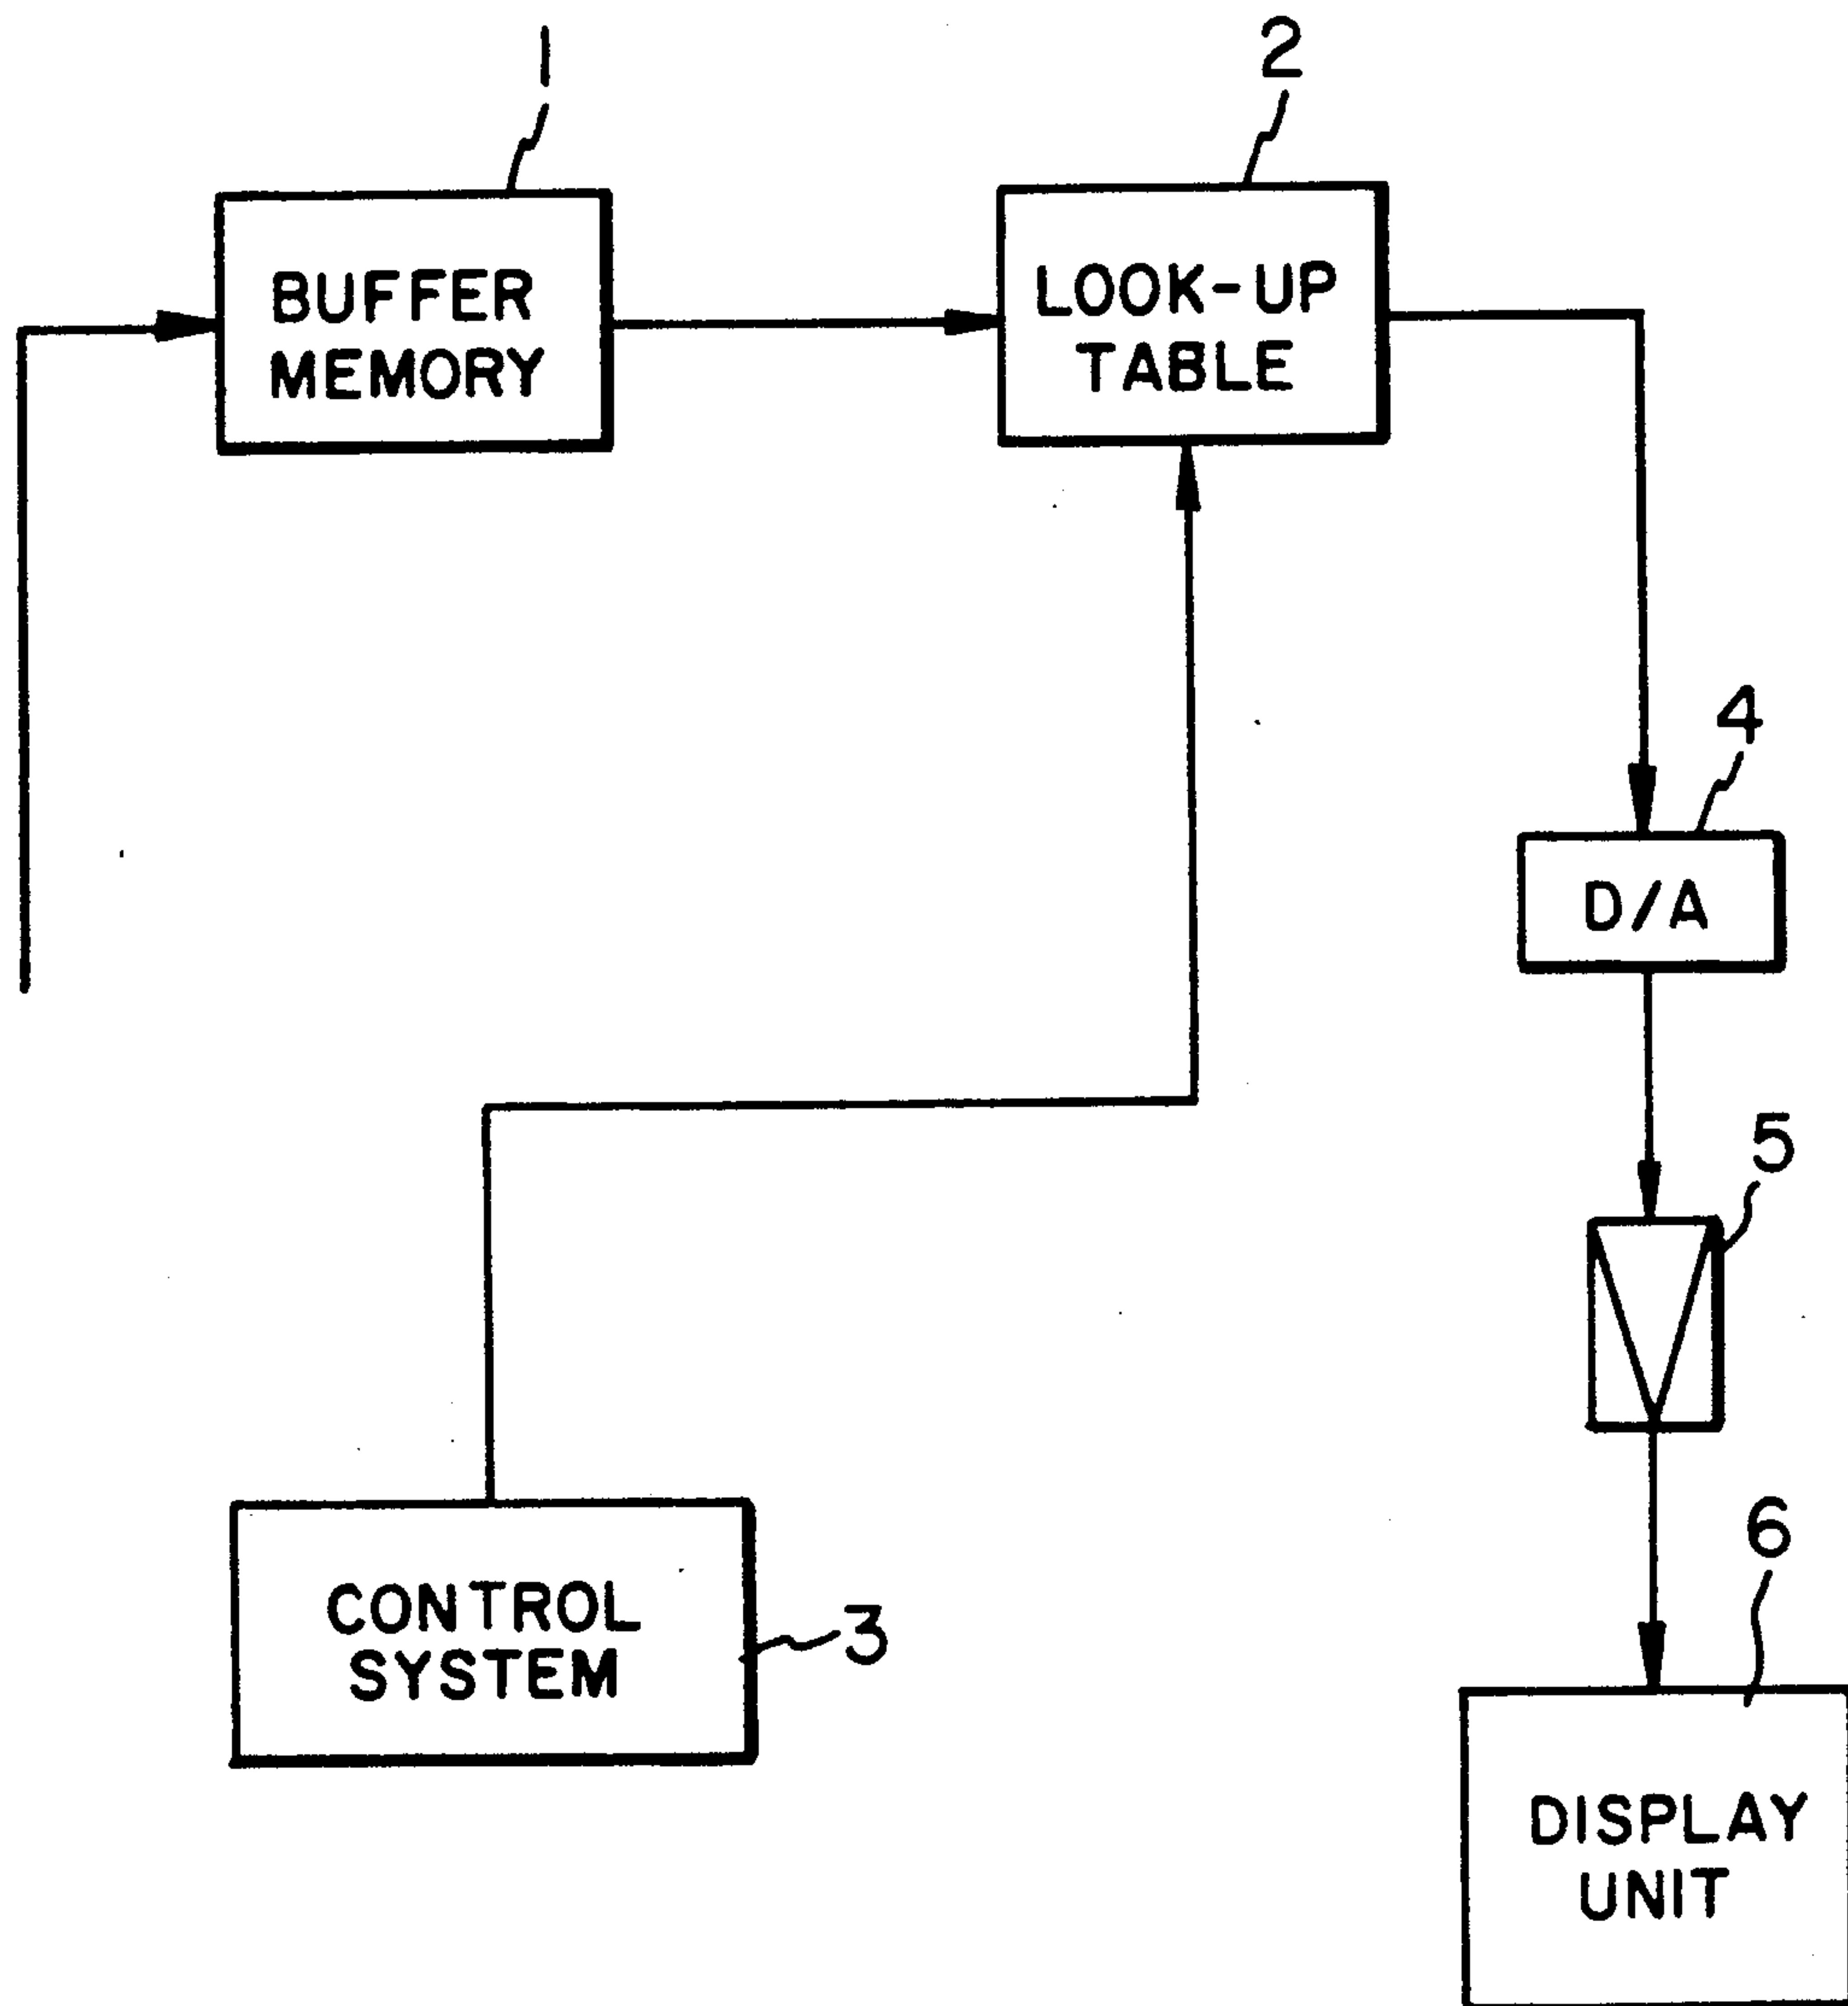 1
2
BUFFER
MEMORY
LOOK-UP
TABLE
4
D/A
5
6
CONTROL
SYSTEM
3
DISPLAY
UNIT